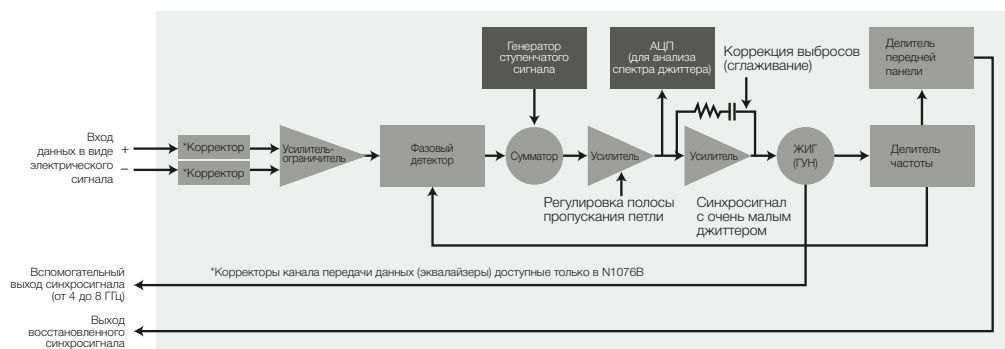 Генератор
ступенчатого
сигнала
АЦП
(для анализа
спектра джиттера)
Коррекция выбросов
(сглаживание)
Делитель
передней
панели
Вход
данных в виде
электрического
сигнала
+
–
*Корректор
*Корректор
Усилитель-
ограничитель
Фазовый
детектор
Сумматор
Усилитель
Усилитель
ЖИГ
(ГУН)
Делитель
частоты
Регулировка полосы
пропускания петли
Синхросигнал
с очень малым
джиттером
*Корректоры канала передачи данных (эквалайзеры) доступные только в N1076B
Вспомогательный
выход синхросигнала
(от 4 до 8 ГГц)
Выход
восстановленного
синхросигнала